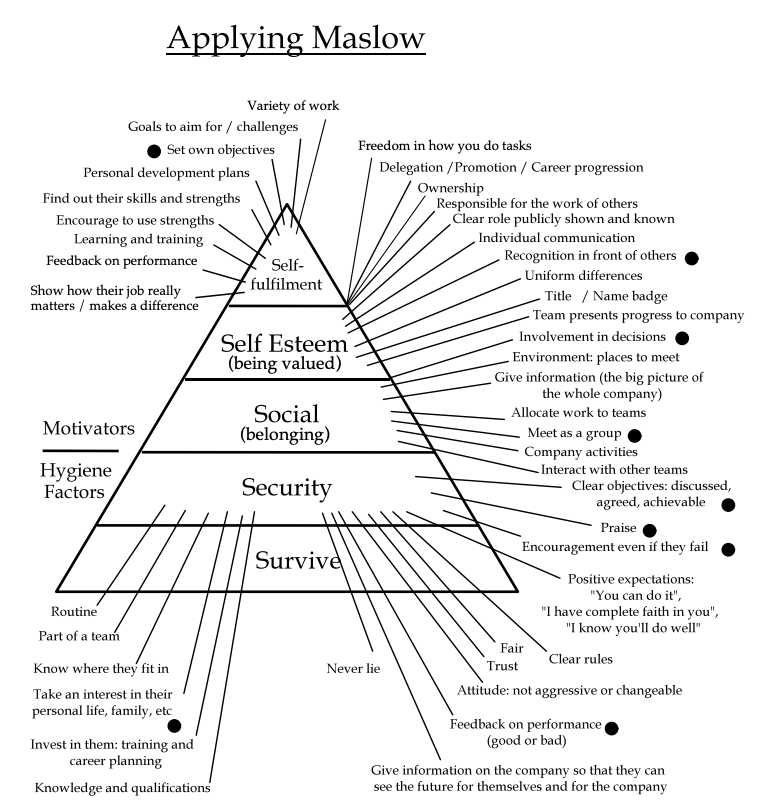 Applying Maslow
Variety of work
Goals to aim for / challenges
Set own objectives
Personal development plans
Find out their skills and strengths
Encourage to use strengths
Learning and training
Feedback on performance
Show how their job really
matters / makes a difference
Freedom in how you do tasks
Delegation /Promotion / Career progression
Ownership
Responsible for the work of others
Clear role publicly shown and known
Individual communication
Recognition in front of others
Uniform differences
Title / Name badge
Team presents progress to company
Involvement in decisions
Environment: places to meet
Give information (the big picture of
the whole company)
Allocate work to teams
Meet as a group
Company activities
Interact with other teams
Clear objectives: discussed,
agreed, achievable
Praise
Encouragement even if they fail
Positive expectations:
"You can do it",
"I have complete faith in you",
"I know you'll do well"
Self-
fulfilment
Self Esteem
(being valued)
Social
(belonging)
Security
Survive
Motivators
Hygiene
Factors
Routine
Part of a team
Know where they fit in
Take an interest in their
personal life, family, etc
Invest in them: training and
career planning
Knowledge and qualifications
Never lie
Fair
Trust
Clear rules
Attitude: not aggressive or changeable
Feedback on performance
(good or bad)
Give information on the company so that they can
see the future for themselves and for the company